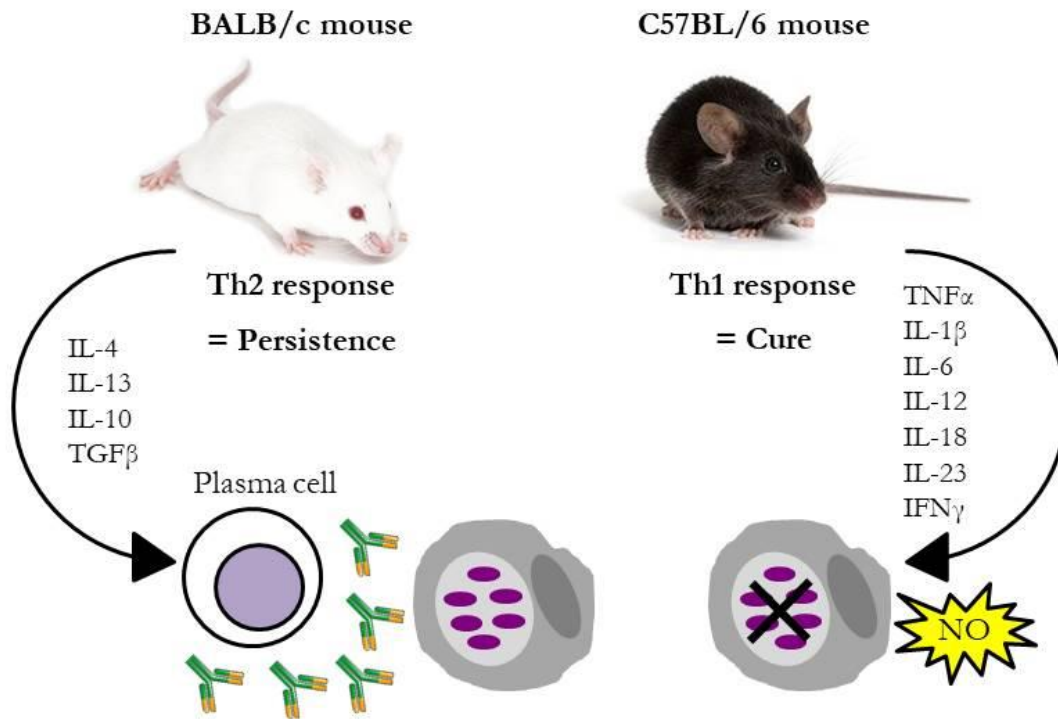 BALB/c mouse
C57BL/6 mouse
Th2 response
= Persistence
Th1 response
= Cure
IL-4
IL-13
IL-10
TGFβ
TNFα
IL-1β
IL-6
IL-12
IL-18
IL-23
IFNγ
Plasma cell
NO